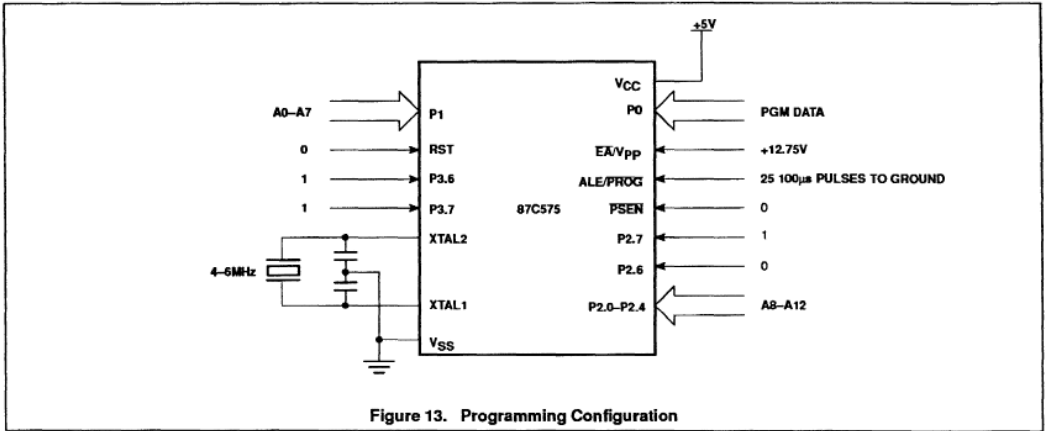 +5V
VCC
A0–A7
P1
P0
PGM DATA
0
RST
EA/VPP
+12.75V
1
P3.6
ALE/PROG
25 100µs PULSES TO GROUND
1
P3.7
87C575
PSEN
0
XTAL2
P2.7
1
4–6MHz
P2.6
0
XTAL1
P2.0–P2.4
A8–A12
VSS
Figure 13. Programming Configuration